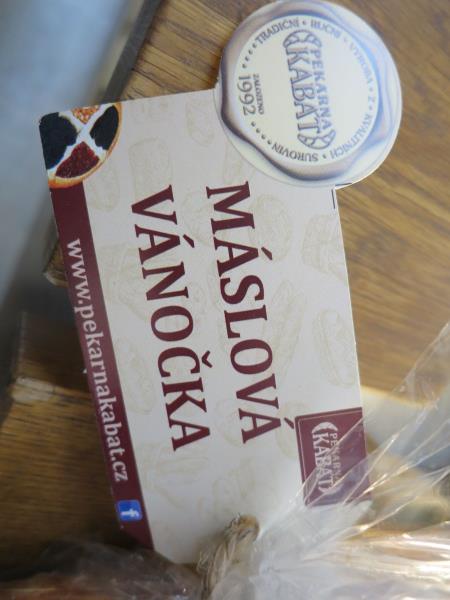 TRADIČNÍ • RUČNÍ • VÝROBA • Z • KVALITNÍCH • SUROVIN
PEKÁRNA
KABÁT
ZALOŽENO
1992
MÁSLOVÁ
VÁNOČKA
PEKÁRNA
KABÁT
www.pekarnakabat.cz
f